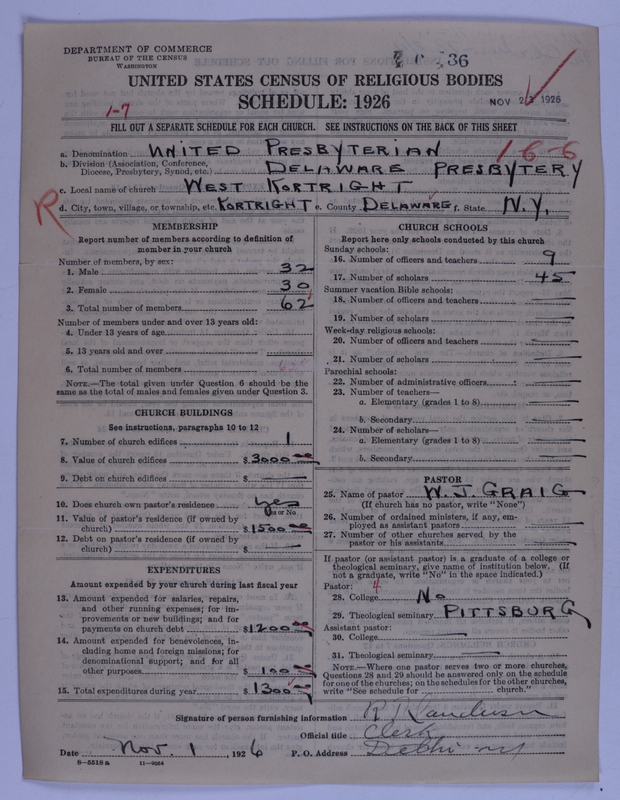 DEPARTMENT OF COMMERCE
BUREAU OF THE CENSUS
WASHINGTON
36
UNITED STATES CENSUS OF RELIGIOUS BODIES
SCHEDULE: 1926
NOV 23 1926
1-7
FILL OUT A SEPARATE SCHEDULE FOR EACH CHURCH. SEE INSTRUCTIONS ON THE BACK OF THIS SHEET
a. Denomination UNITED PRESBYTERIAN 16-6
b. Division (Association, Conference, Diocese, Presbytery, Synod, etc.) DELAWARE PRESBYTERY
c. Local name of church WEST KORTRIGHT
R d. City, town, village, or township, etc. KORTRIGHT e. County DELAWARE f. State N.Y.
MEMBERSHIP
Report number of members according to definition of
member in your church
Number of members, by sex:
1. Male 32
2. Female 30
3. Total number of members 62
Number of members under and over 13 years old:
4. Under 13 years of age
5. 13 years old and over
6. Total number of members
NOTE.—The total given under Question 6 should be the
same as the total of males and females given under Question 3.
CHURCH BUILDINGS
See instructions, paragraphs 10 to 12
7. Number of church edifices 1
8. Value of church edifices $3000.00
9. Debt on church edifices $
10. Does church own pastor's residence yes
Yes or No
11. Value of pastor's residence (if owned by
church) $1500.00
12. Debt on pastor's residence (if owned by
church) $
EXPENDITURES
Amount expended by your church during last fiscal year
13. Amount expended for salaries, repairs,
and other running expenses; for im-
provements or new buildings; and for
payments on church debt $1200.00
14. Amount expended for benevolences, in-
cluding home and foreign missions; for
denominational support; and for all
other purposes $100.00
15. Total expenditures during year $1300.00
CHURCH SCHOOLS
Report here only schools conducted by this church
Sunday schools:
16. Number of officers and teachers 9
17. Number of scholars 45
Summer vacation Bible schools:
18. Number of officers and teachers
19. Number of scholars
Week-day religious schools:
20. Number of officers and teachers
21. Number of scholars
Parochial schools:
22. Number of administrative officers
23. Number of teachers—
a. Elementary (grades 1 to 8)
b. Secondary
24. Number of scholars—
a. Elementary (grades 1 to 8)
b. Secondary
PASTOR
25. Name of pastor W. J. GRAIG
(If church has no pastor, write "None")
26. Number of ordained ministers, if any, em-
ployed as assistant pastors
27. Number of other churches served by the
pastor or his assistants
If pastor (or assistant pastor) is a graduate of a college or
theological seminary, give name of institution below. (If
not a graduate, write "No" in the space indicated.)
Pastor: 4
28. College No
29. Theological seminary PITTSBURG
Assistant pastor:
30. College
31. Theological seminary
NOTE.—Where one pastor serves two or more churches,
Questions 28 and 29 should be answered only on the schedule
for one of the churches; on the schedules for the other churches,
write "See schedule for church."
Signature of person furnishing information
Official title Clerk
Date Nov. 1, 1926 P. O. Address Delhi NY
8-5518a 11-9264